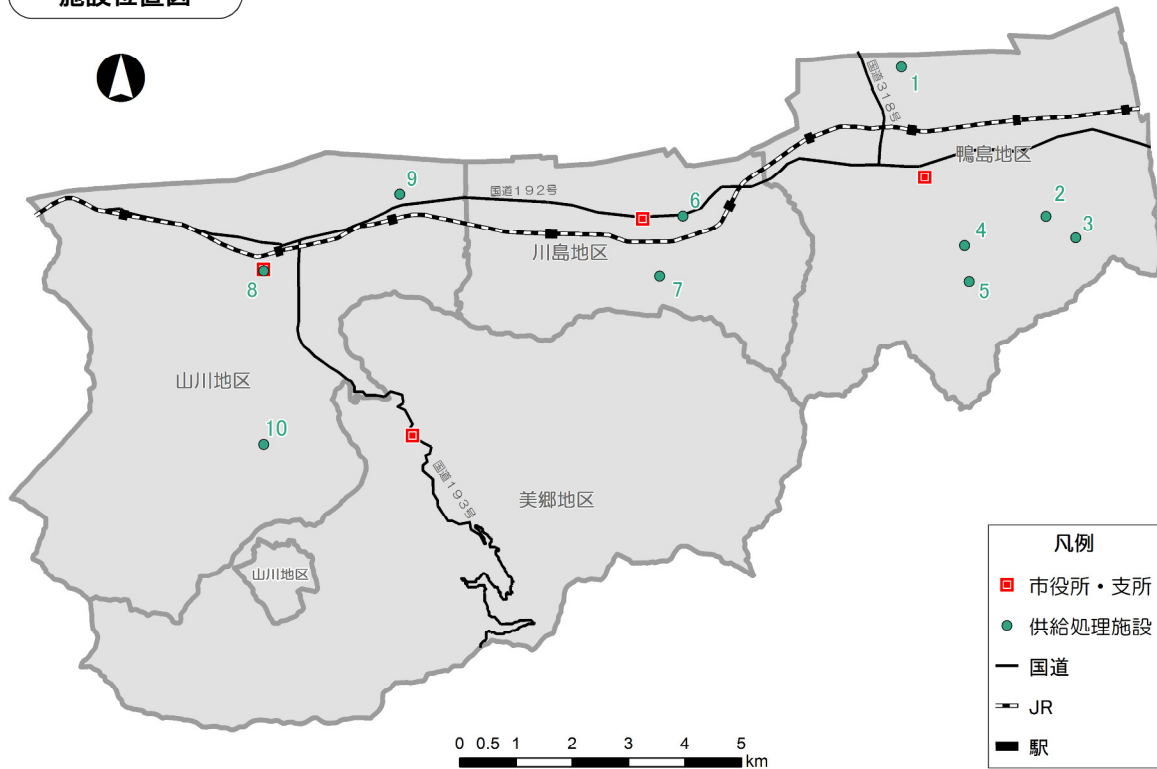 施設位置図
国道318号
1
鴨島地区
9
国道192号
6
2
3
4
川島地区
7
5
8
山川地区
10
国道193号
美郷地区
山川地区
凡例
市役所・支所
供給処理施設
国道
JR
駅
0 0.5 1 2 3 4 5
km